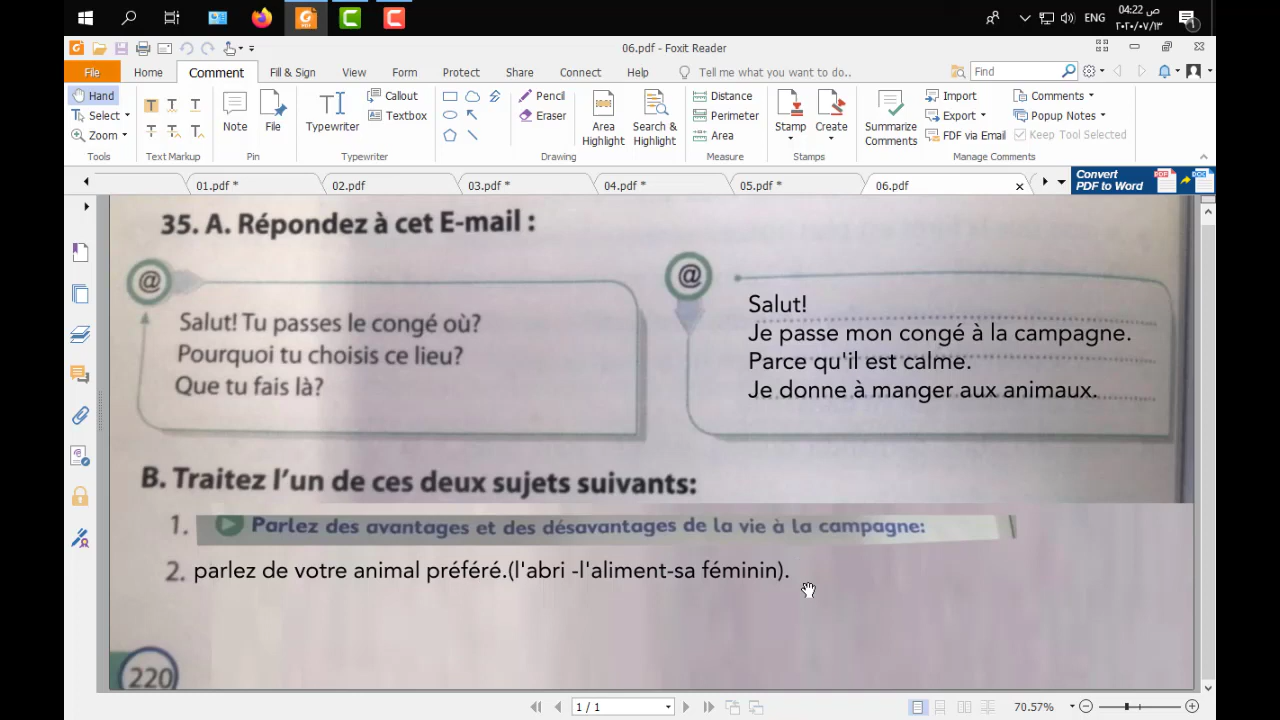 ص 04:22
ENG
٢٠٢٠/٠٧/١٣
1
06.pdf - Foxit Reader
File Home Comment Fill & Sign View Form Protect Share Connect Help Tell me what you want to do.. Find
Hand
Select
Zoom
Tools
Text Markup
Note
File
Pin
Typewriter
Callout
Textbox
Typewriter
Pencil
Eraser
Area Highlight
Search & Highlight
Drawing
Distance
Perimeter
Area
Measure
Stamp
Create
Stamps
Summarize Comments
Import
Export
FDF via Email
Comments
Popup Notes
Keep Tool Selected
Manage Comments
01.pdf * 02.pdf 03.pdf * 04.pdf * 05.pdf * 06.pdf
Convert
PDF to Word
35. A. Répondez à cet E-mail :
@
Salut! Tu passes le congé où?
Pourquoi tu choisis ce lieu?
Que tu fais là?
@
Salut!
Je passe mon congé à la campagne.
Parce qu'il est calme.
Je donne à manger aux animaux.
B. Traitez l'un de ces deux sujets suivants:
1. Parlez des avantages et des désavantages de la vie à la campagne:
2. parlez de votre animal préféré.(l'abri -l'aliment-sa féminin).
220
1 / 1
70.57%